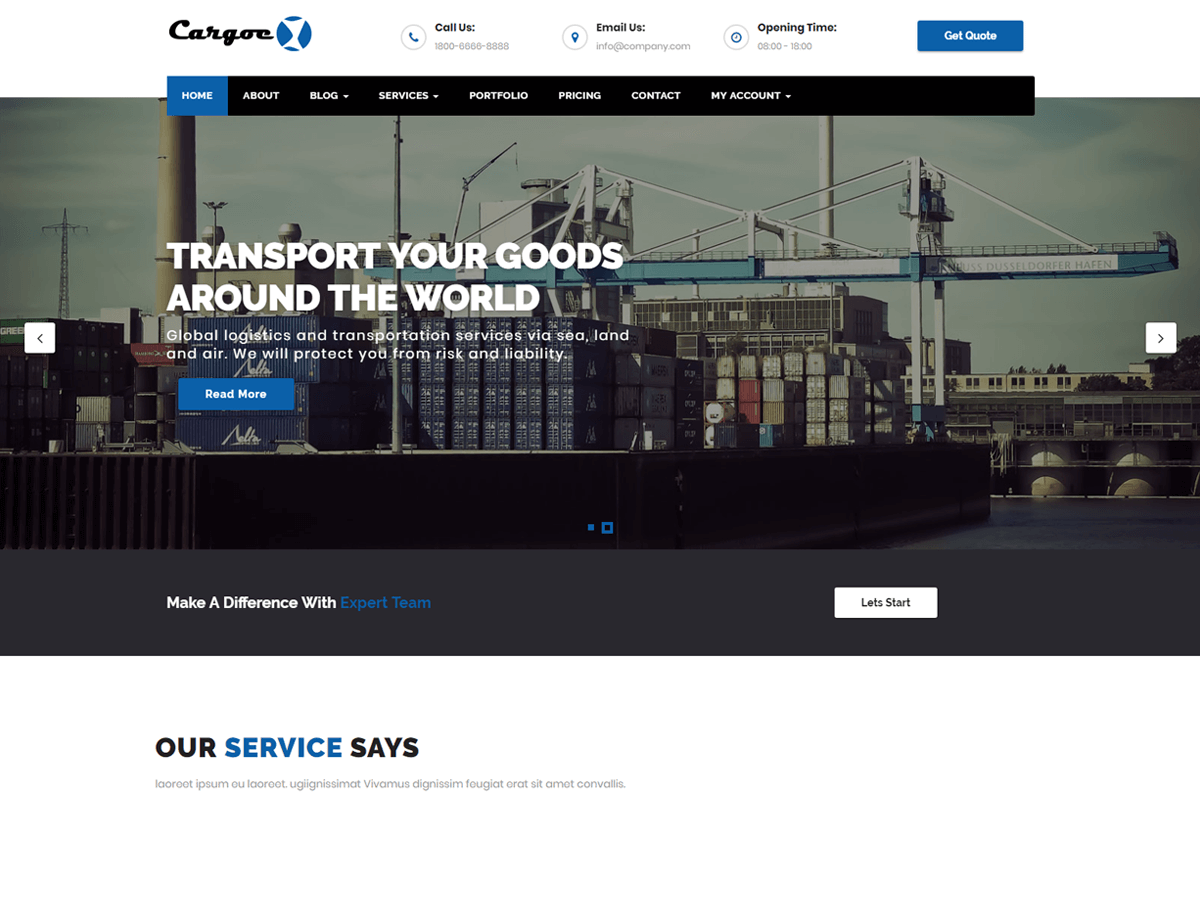 Cargoe
Call Us:
1800-6666-8888
Email Us:
info@company.com
Opening Time:
08:00 - 18:00
Get Quote
HOME
ABOUT
BLOG
SERVICES
PORTFOLIO
PRICING
CONTACT
MY ACCOUNT
NEUSS DÜSSELDORFER HAFEN
TRANSPORT YOUR GOODS
AROUND THE WORLD
Global logistics and transportation services via sea, land
and air. We will protect you from risk and liability.
Read More
Make A Difference With Expert Team
Lets Start
OUR SERVICE SAYS
laoreet ipsum eu laoreet. ugiignissimat Vivamus dignissim feugiat erat sit amet convallis.